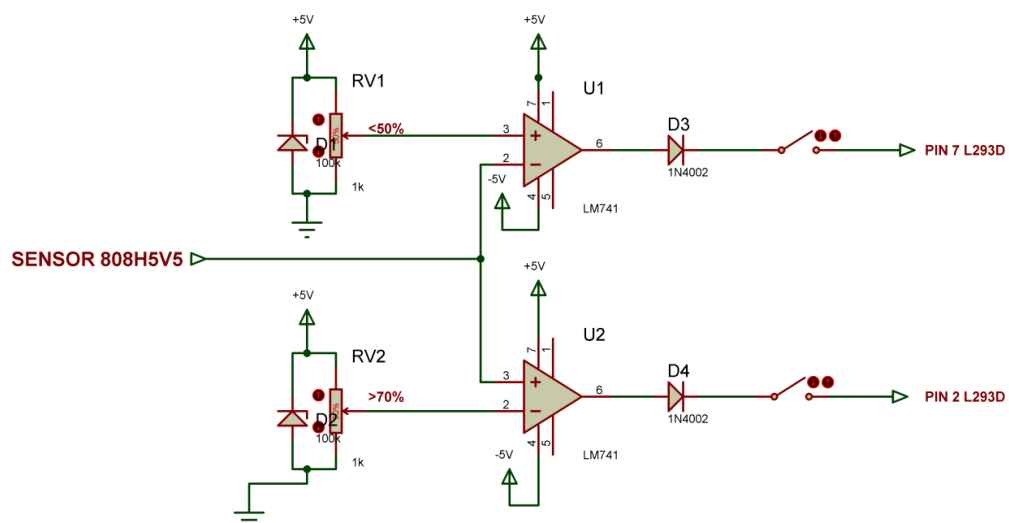 +5V
+5V
RV1
U1
7
1
D3
<50%
3
6
D1
50%
PIN 7 L293D
100k
2
1N4002
-5V
1k
4
5
LM741
SENSOR 808H5V5
+5V
+5V
U2
RV2
7
1
D4
3
>70%
6
PIN 2 L293D
2
D2
1N4002
100k
4
5
-5V
LM741
1k